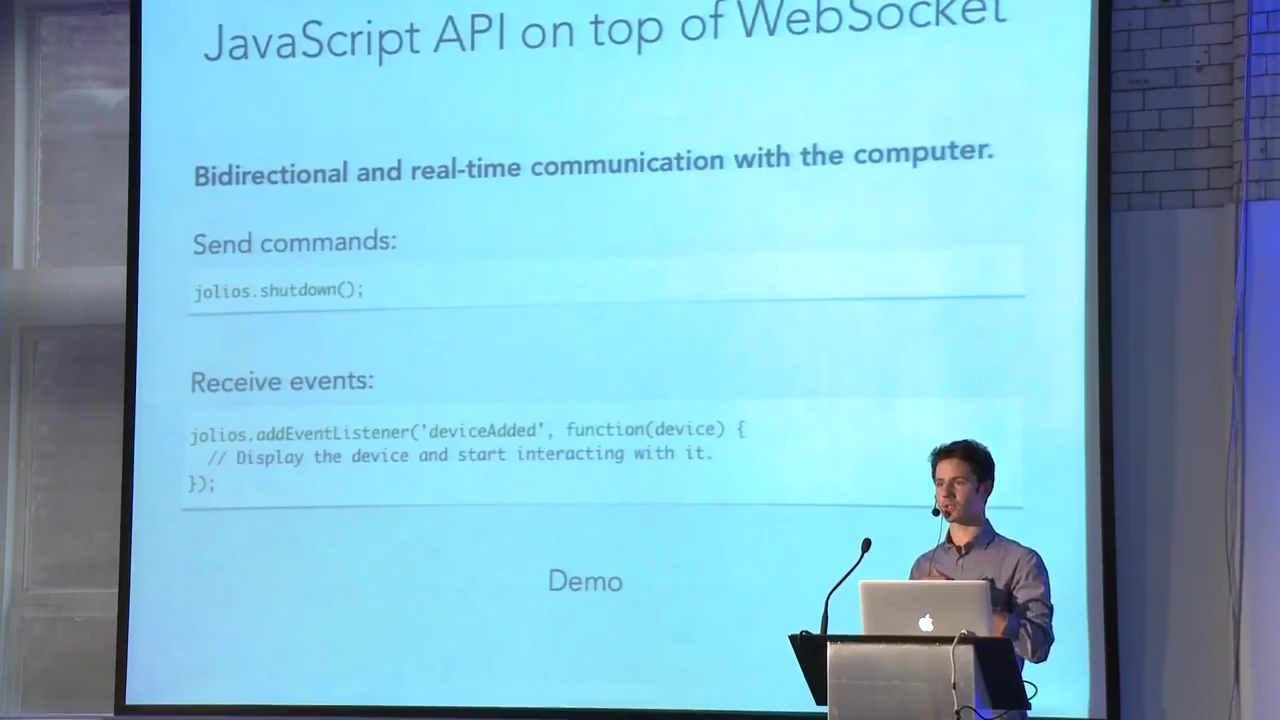 JavaScript API on top of WebSocket
Bidirectional and real-time communication with the computer.
Send commands:
jolios.shutdown();
Receive events:
jolios.addEventListener('deviceAdded', function(device) {
// Display the device and start interacting with it.
});
Demo